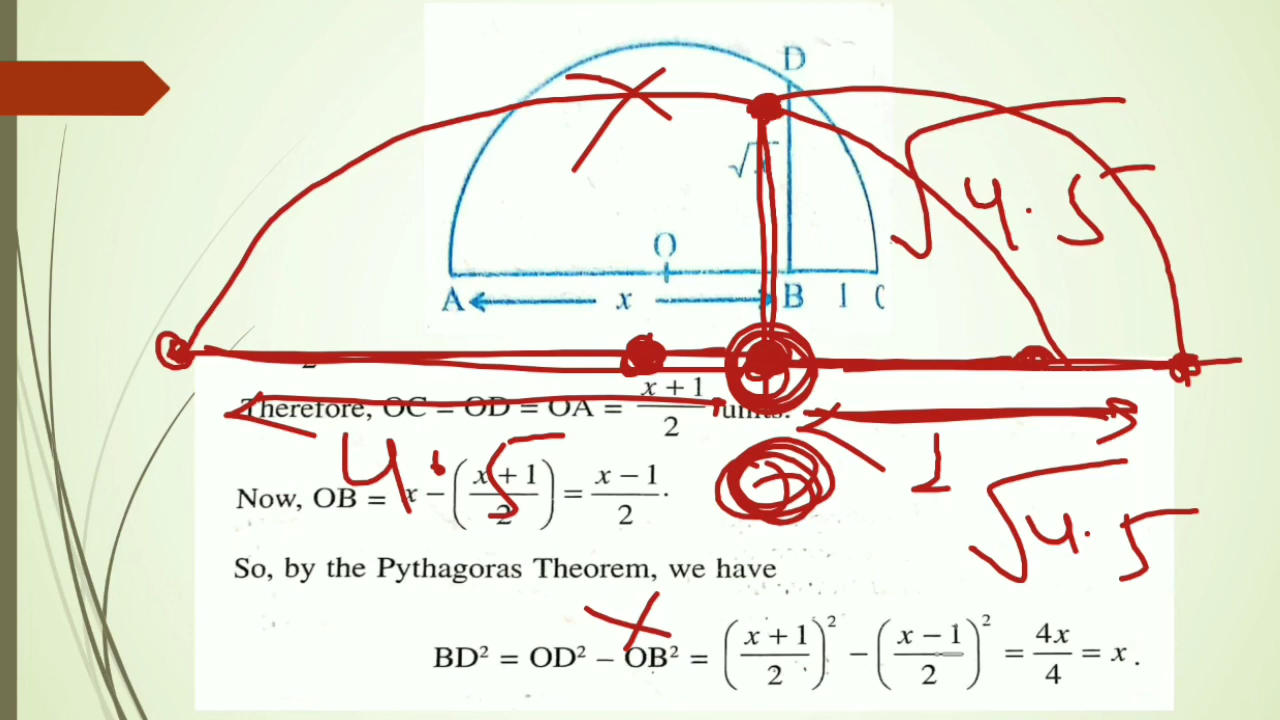 D
√x
√4.5
O
A x B 1 C
Therefore, OC = OD = OA = x + 1 / 2 units.
4.5 1
Now, OB = x − (x + 1 / 2) = x − 1 / 2 .
√4.5
So, by the Pythagoras Theorem, we have
BD² = OD² − OB² = (x + 1 / 2)² − (x − 1 / 2)² = 4x / 4 = x .